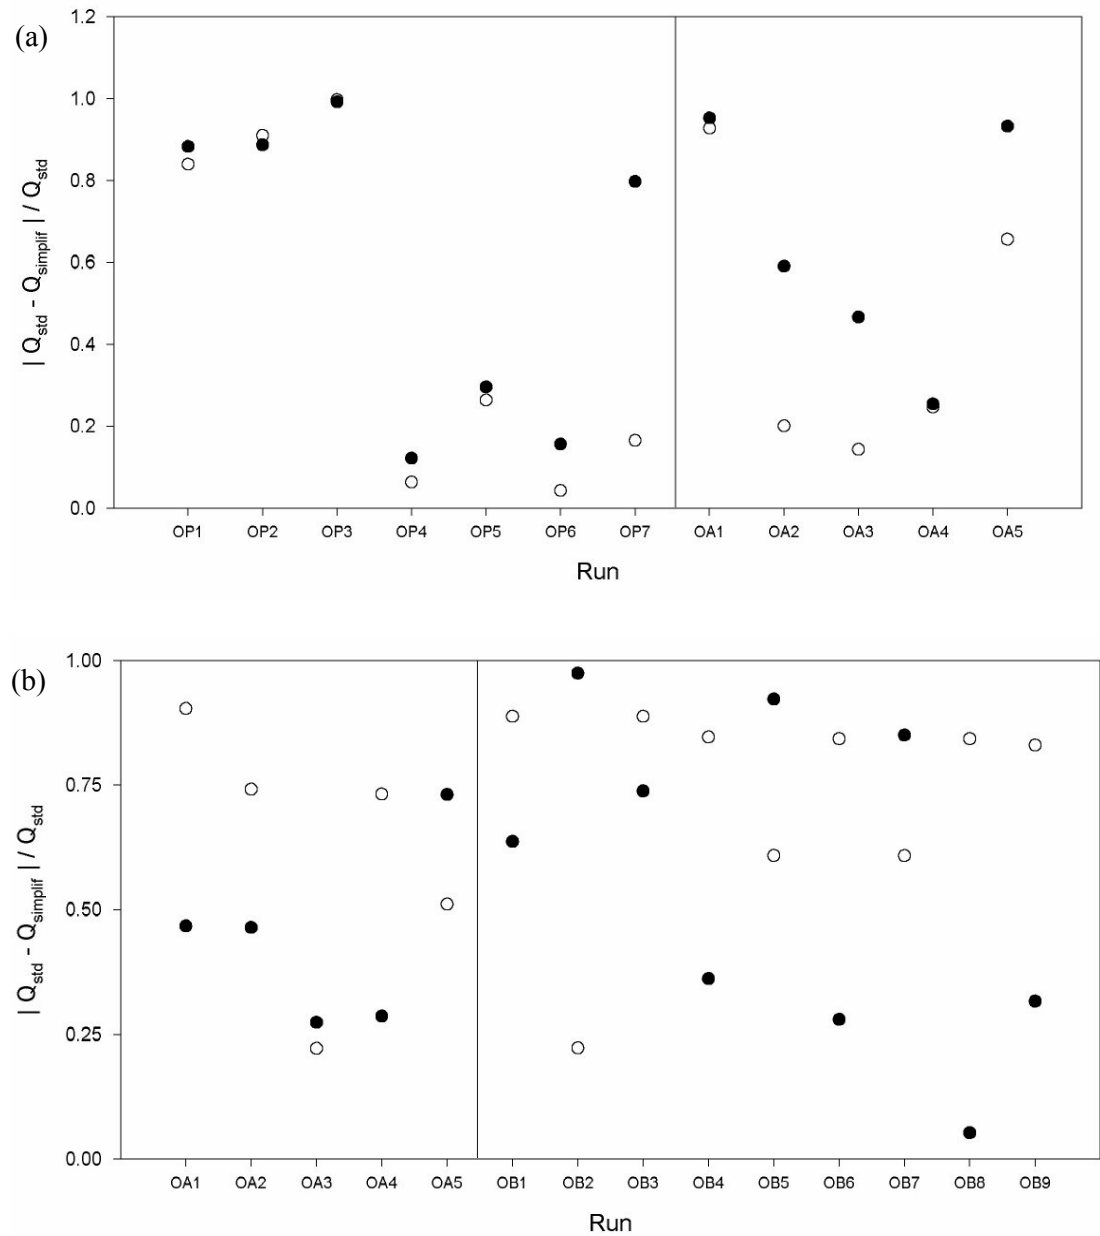 (a)
1.2
1.0
0.8
0.6
0.4
0.2
0.0
| Q_std - Q_simplif | / Q_std
OP1 OP2 OP3 OP4 OP5 OP6 OP7 OA1 OA2 OA3 OA4 OA5
Run
(b)
1.00
0.75
0.50
0.25
0.00
| Q_std - Q_simplif | / Q_std
OA1 OA2 OA3 OA4 OA5 OB1 OB2 OB3 OB4 OB5 OB6 OB7 OB8 OB9
Run